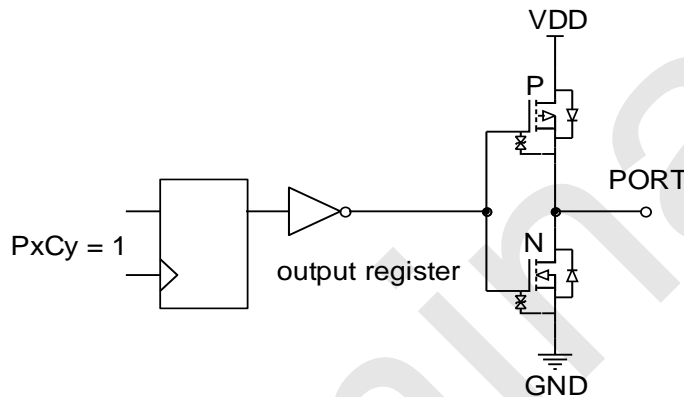 VDD
P
PORT
PxCy = 1
N
output register
GND